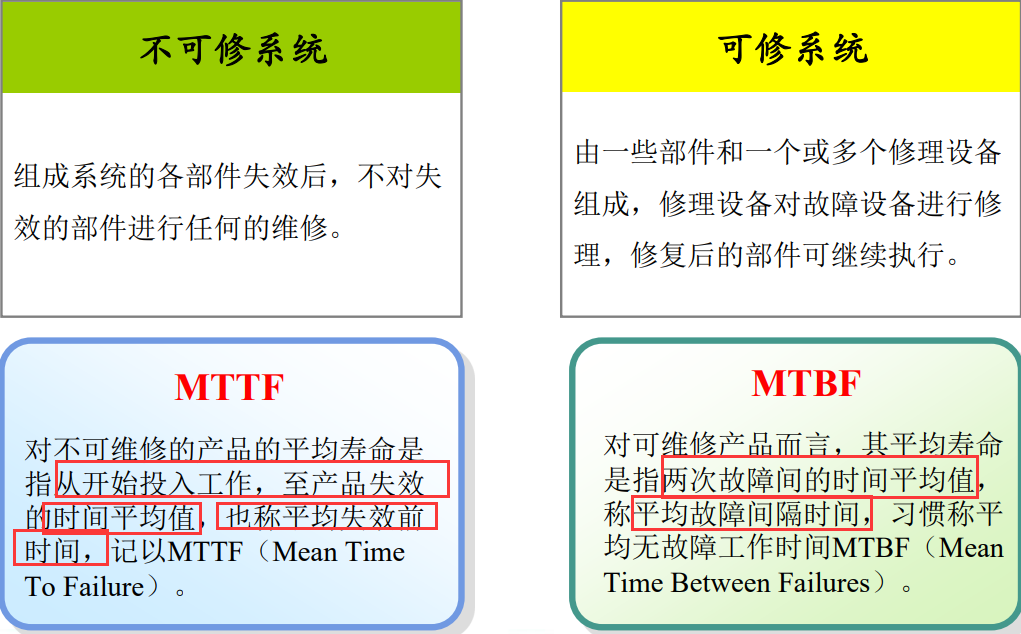 不可修系统
组成系统的各部件失效后，不对失
效的部件进行任何的维修。
可修系统
由一些部件和一个或多个修理设备
组成，修理设备对故障设备进行修
理，修复后的部件可继续执行。
MTTF
对不可维修的产品的平均寿命是
指从开始投入工作，至产品失效
的时间平均值，也称平均失效前
时间，记以MTTF（Mean Time
To Failure）。
MTBF
对可维修产品而言，其平均寿命
是指两次故障间的时间平均值，
称平均故障间隔时间，习惯称平
均无故障工作时间MTBF（Mean
Time Between Failures）。